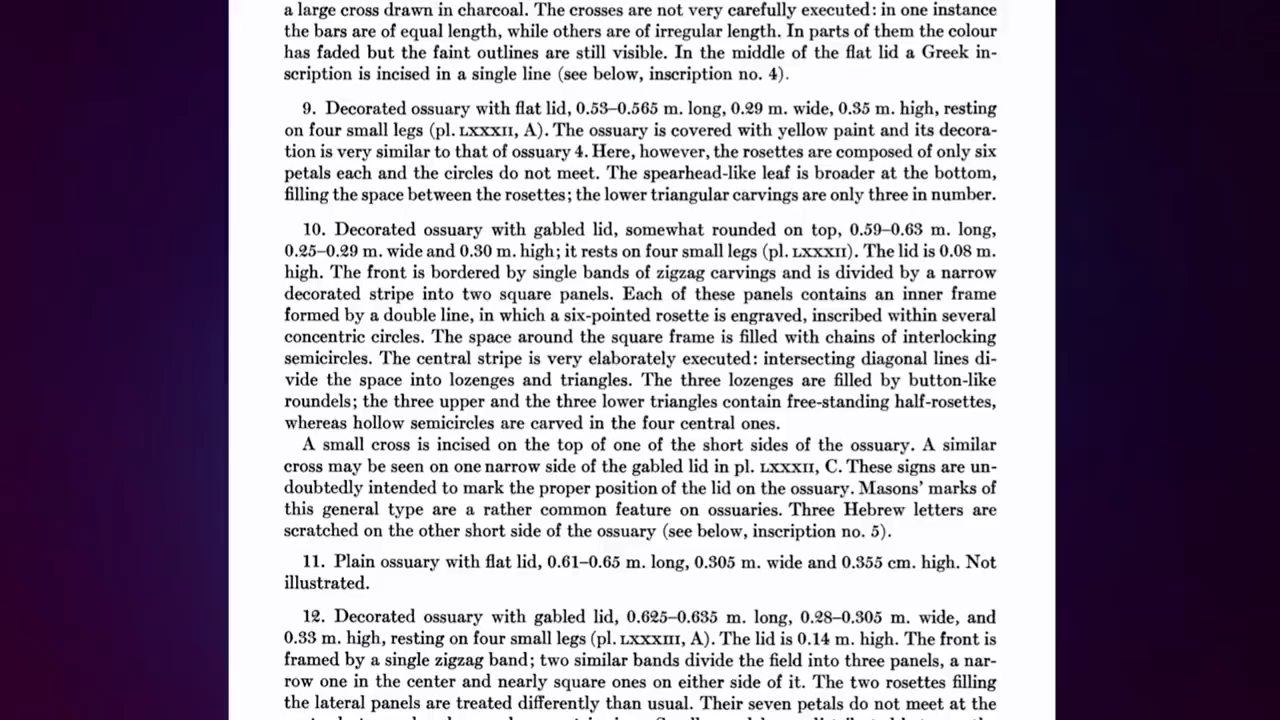 a large cross drawn in charcoal. The crosses are not very carefully executed: in one instance
the bars are of equal length, while others are of irregular length. In parts of them the colour
has faded but the faint outlines are still visible. In the middle of the flat lid a Greek in-
scription is incised in a single line (see below, inscription no. 4).
9. Decorated ossuary with flat lid, 0.53–0.565 m. long, 0.29 m. wide, 0.35 m. high, resting
on four small legs (pl. LXXXII, A). The ossuary is covered with yellow paint and its decora-
tion is very similar to that of ossuary 4. Here, however, the rosettes are composed of only six
petals each and the circles do not meet. The spearhead-like leaf is broader at the bottom,
filling the space between the rosettes; the lower triangular carvings are only three in number.
10. Decorated ossuary with gabled lid, somewhat rounded on top, 0.59–0.63 m. long,
0.25–0.29 m. wide and 0.30 m. high; it rests on four small legs (pl. LXXXII). The lid is 0.08 m.
high. The front is bordered by single bands of zigzag carvings and is divided by a narrow
decorated stripe into two square panels. Each of these panels contains an inner frame
formed by a double line, in which a six-pointed rosette is engraved, inscribed within several
concentric circles. The space around the square frame is filled with chains of interlocking
semicircles. The central stripe is very elaborately executed: intersecting diagonal lines di-
vide the space into lozenges and triangles. The three lozenges are filled by button-like
roundels; the three upper and the three lower triangles contain free-standing half-rosettes,
whereas hollow semicircles are carved in the four central ones.
A small cross is incised on the top of one of the short sides of the ossuary. A similar
cross may be seen on one narrow side of the gabled lid in pl. LXXXII, C. These signs are un-
doubtedly intended to mark the proper position of the lid on the ossuary. Masons' marks of
this general type are a rather common feature on ossuaries. Three Hebrew letters are
scratched on the other short side of the ossuary (see below, inscription no. 5).
11. Plain ossuary with flat lid, 0.61–0.65 m. long, 0.305 m. wide and 0.355 cm. high. Not
illustrated.
12. Decorated ossuary with gabled lid, 0.625–0.635 m. long, 0.28–0.305 m. wide, and
0.33 m. high, resting on four small legs (pl. LXXXIII, A). The lid is 0.14 m. high. The front is
framed by a single zigzag band; two similar bands divide the field into three panels, a nar-
row one in the center and nearly square ones on either side of it. The two rosettes filling
the lateral panels are treated differently than usual. Their seven petals do not meet at the